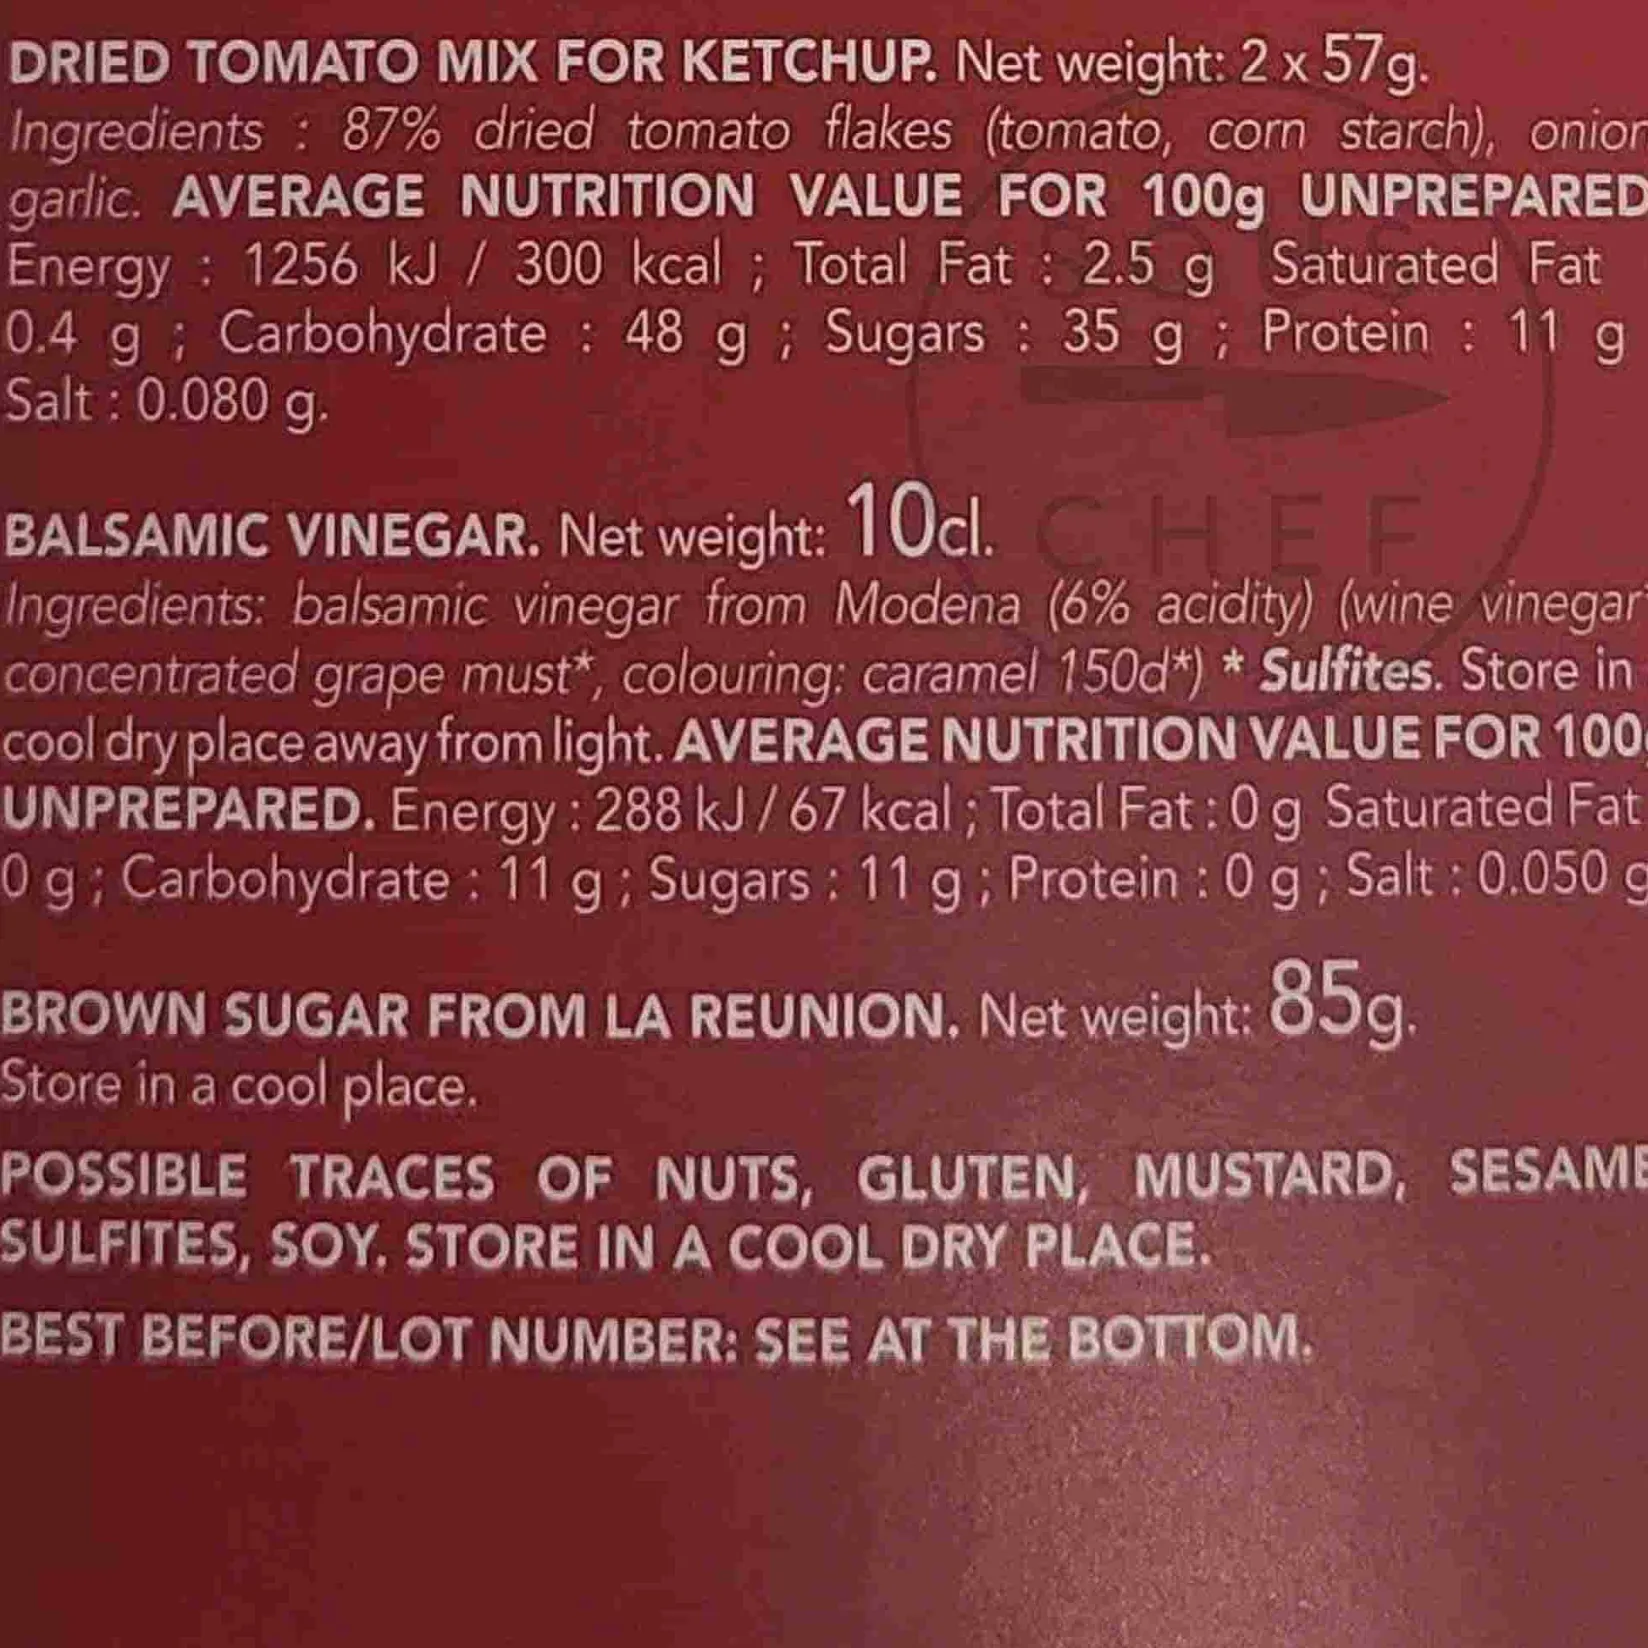 DRIED TOMATO MIX FOR KETCHUP. Net weight: 2 x 57g.
Ingredients : 87% dried tomato flakes (tomato, corn starch), onion
garlic. AVERAGE NUTRITION VALUE FOR 100g UNPREPARED
Energy : 1256 kJ / 300 kcal ; Total Fat : 2.5 g Saturated Fat
0.4 g ; Carbohydrate : 48 g ; Sugars : 35 g ; Protein : 11 g
Salt : 0.080 g.
BALSAMIC VINEGAR. Net weight: 10cl.
Ingredients: balsamic vinegar from Modena (6% acidity) (wine vinegar
concentrated grape must*, colouring: caramel 150d*) * Sulfites. Store in
cool dry place away from light. AVERAGE NUTRITION VALUE FOR 100g
UNPREPARED. Energy : 288 kJ / 67 kcal ; Total Fat : 0 g Saturated Fat
0 g ; Carbohydrate : 11 g ; Sugars : 11 g ; Protein : 0 g ; Salt : 0.050 g
BROWN SUGAR FROM LA REUNION. Net weight: 85g.
Store in a cool place.
POSSIBLE TRACES OF NUTS, GLUTEN, MUSTARD, SESAME
SULFITES, SOY. STORE IN A COOL DRY PLACE.
BEST BEFORE/LOT NUMBER: SEE AT THE BOTTOM.
SOUS
CHEF